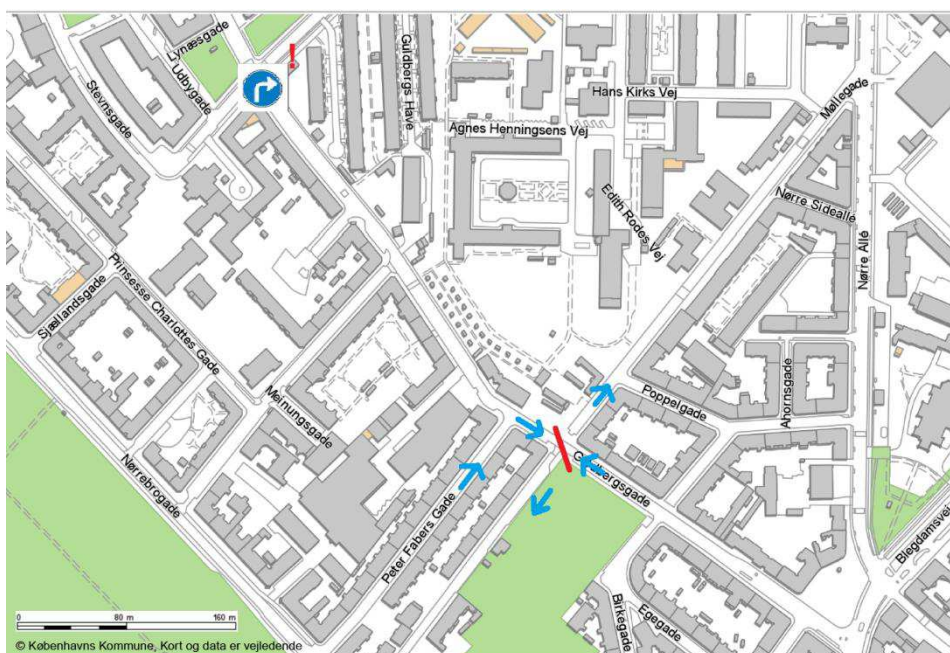 Lynæsgade
Udbygade
Stevnsgade
!
Guldbergs Have
Agnes Henningsens Vej
Hans Kirks Vej
Møllegade
Nørre Sideallé
Edith Rodes Vej
Nørre Allé
Sjællandsgade
Prinsesse Charlottes Gade
Meinungsgade
Nørrebrogade
Peter Fabers Gade
Poppelgade
Ahornsgade
Guldbergsgade
Blegdamsvej
Birkegade
Egegade
0 80 m 160 m
© Københavns Kommune, Kort og data er vejledende